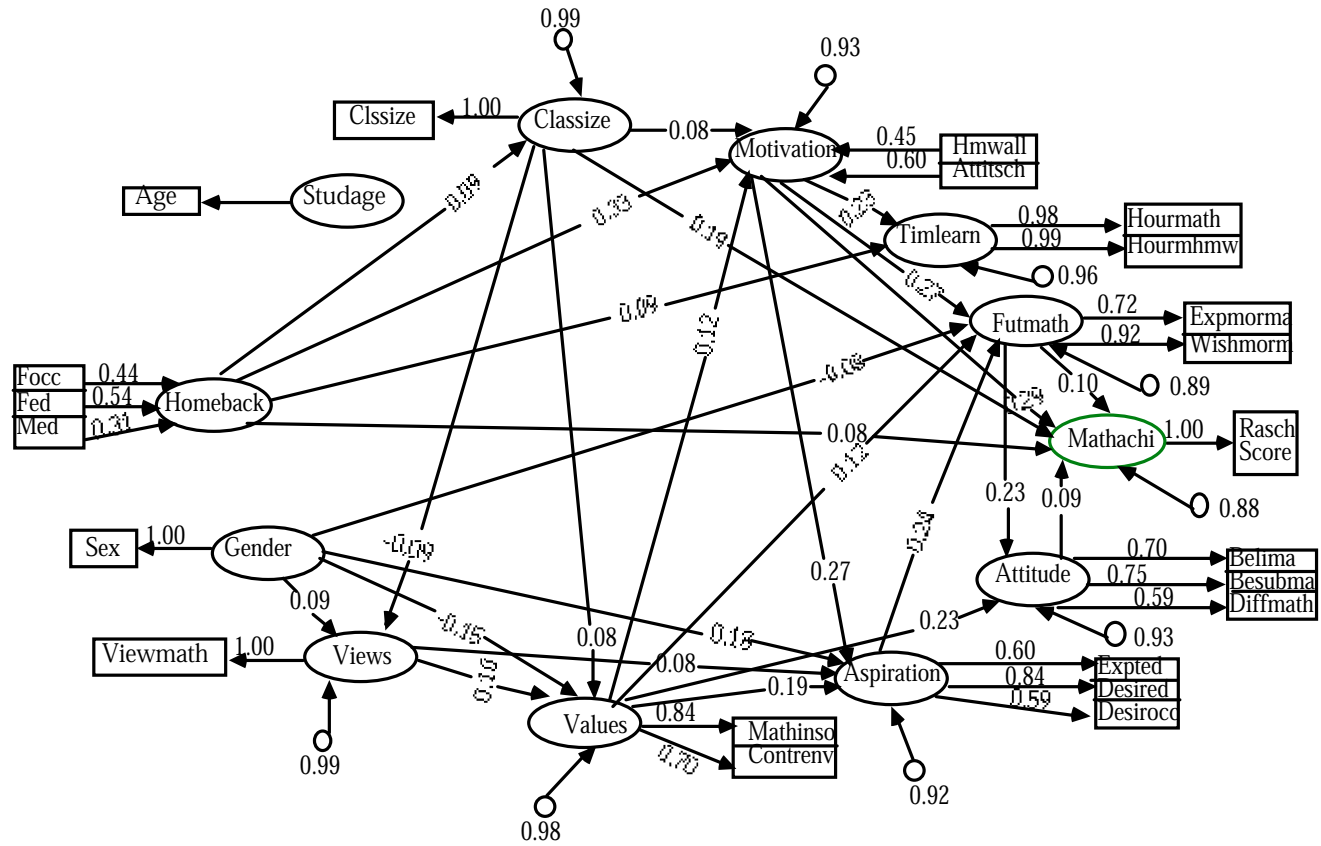 0.99
0.93
Clssize
1.00
Classize
0.08
Motivation
0.45
0.60
Hmwall
Attitsch
Age
Studage
0.09
0.33
0.19
0.23
Timlearn
0.98
0.99
Hourmath
Hourmhmw
0.96
0.09
0.12
0.27
Futmath
0.72
0.92
Expmorma
Wishmorm
0.89
0.10
-0.08
Focc
Fed
Med
0.44
0.54
0.31
Homeback
0.08
0.29
Mathachi
1.00
Rasch
Score
0.88
0.12
0.23
0.09
0.24
Sex
1.00
Gender
-0.09
0.27
Attitude
0.70
0.75
0.59
Belima
Besubma
Diffmath
0.93
0.09
-0.15
0.18
0.23
Viewmath
1.00
Views
0.08
0.08
0.16
0.19
Aspiration
0.60
0.84
0.59
Expted
Desired
Desirocc
Values
0.84
0.70
Mathinso
Contrenv
0.99
0.98
0.92